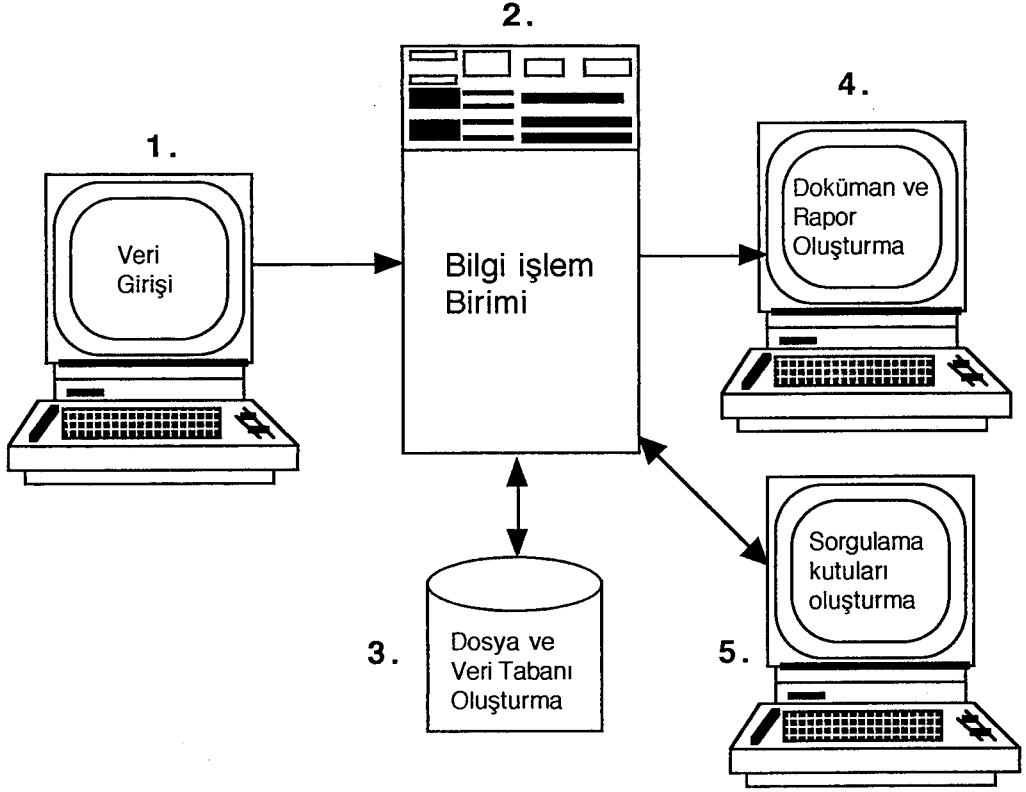 1.
Veri
Girişi
2.
Bilgi işlem
Birimi
3.
Dosya ve
Veri Tabanı
Oluşturma
4.
Doküman ve
Rapor
Oluşturma
5.
Sorgulama
kutuları
oluşturma